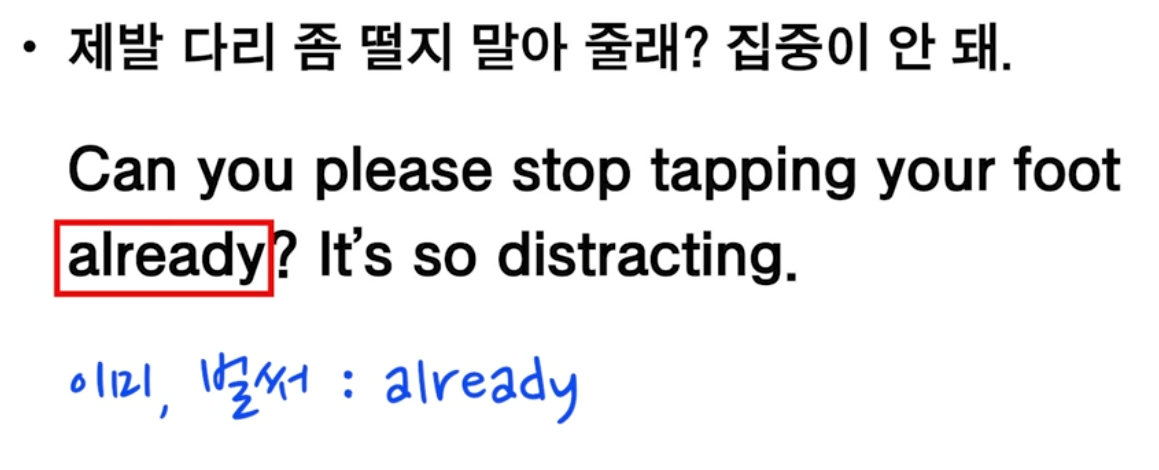 • 제발 다리 좀 떨지 말아 줄래? 집중이 안 돼.
Can you please stop tapping your foot
already? It's so distracting.
이미, 벌써 : already